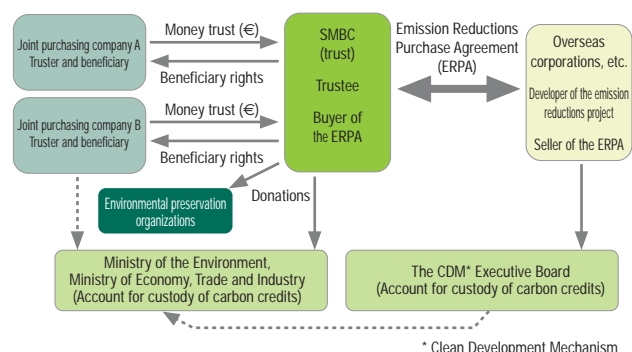 Joint purchasing company A
Truster and beneficiary
Money trust (€)
Beneficiary rights
Joint purchasing company B
Truster and beneficiary
Money trust (€)
Beneficiary rights
SMBC
(trust)
Trustee
Buyer of
the ERPA
Emission Reductions
Purchase Agreement
(ERPA)
Overseas
corporations, etc.
Developer of the emission
reductions project
Seller of the ERPA
Environmental preservation
organizations
Donations
Ministry of the Environment,
Ministry of Economy, Trade and Industry
(Account for custody of carbon credits)
The CDM* Executive Board
(Account for custody of carbon credits)
* Clean Development Mechanism